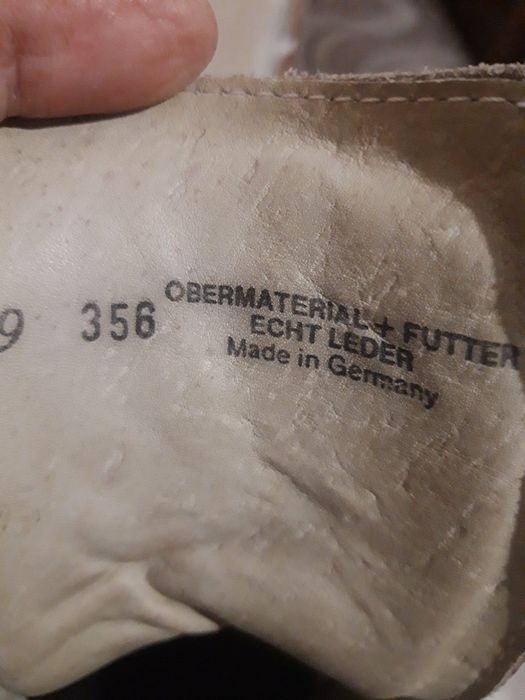 9 356
OBERMATERIAL + FUTTER
ECHT LEDER
Made in Germany